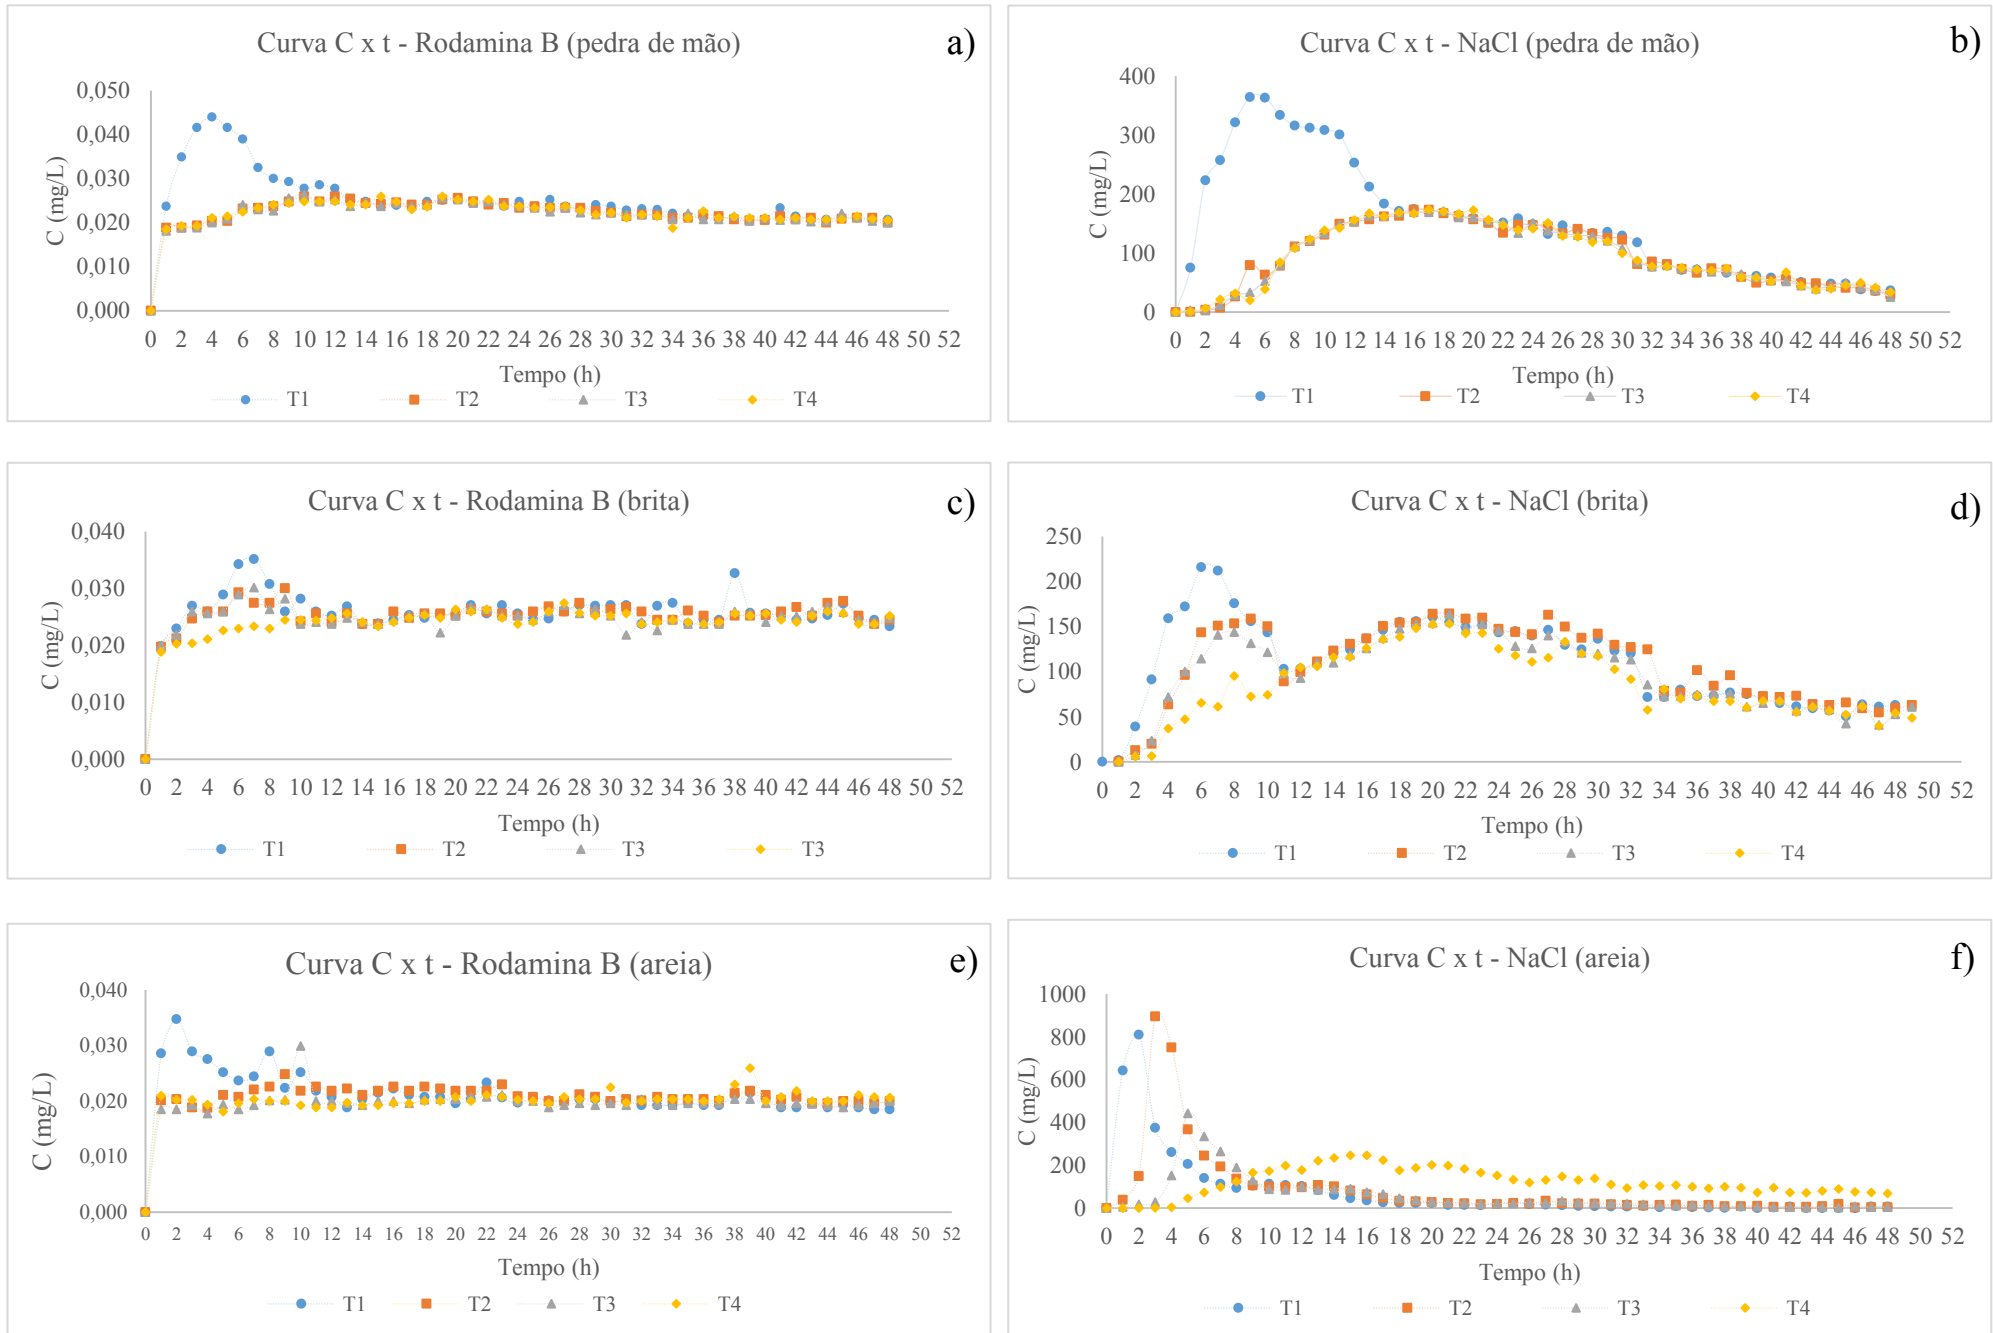 Curva C x t - Rodamina B (pedra de mão)
a)
0,050
0,040
0,030
0,020
0,010
0,000
C (mg/L)
0 2 4 6 8 10 12 14 16 18 20 22 24 26 28 30 32 34 36 38 40 42 44 46 48 50 52
Tempo (h)
T1 T2 T3 T4
Curva C x t - NaCl (pedra de mão)
b)
400
300
200
100
0
C (mg/L)
0 2 4 6 8 10 12 14 16 18 20 22 24 26 28 30 32 34 36 38 40 42 44 46 48 50 52
Tempo (h)
T1 T2 T3 T4
Curva C x t - Rodamina B (brita)
c)
0,040
0,030
0,020
0,010
0,000
C (mg/L)
0 2 4 6 8 10 12 14 16 18 20 22 24 26 28 30 32 34 36 38 40 42 44 46 48 50 52
Tempo (h)
T1 T2 T3 T3
Curva C x t - NaCl (brita)
d)
250
200
150
100
50
0
C (mg/L)
0 2 4 6 8 10 12 14 16 18 20 22 24 26 28 30 32 34 36 38 40 42 44 46 48 50 52
Tempo (h)
T1 T2 T3 T4
Curva C x t - Rodamina B (areia)
e)
0,040
0,030
0,020
0,010
0,000
C (mg/L)
0 2 4 6 8 10 12 14 16 18 20 22 24 26 28 30 32 34 36 38 40 42 44 46 48 50 52
Tempo (h)
T1 T2 T3 T4
Curva C x t - NaCl (areia)
f)
1000
800
600
400
200
0
C (mg/L)
0 2 4 6 8 10 12 14 16 18 20 22 24 26 28 30 32 34 36 38 40 42 44 46 48 50 52
Tempo (h)
T1 T2 T3 T4